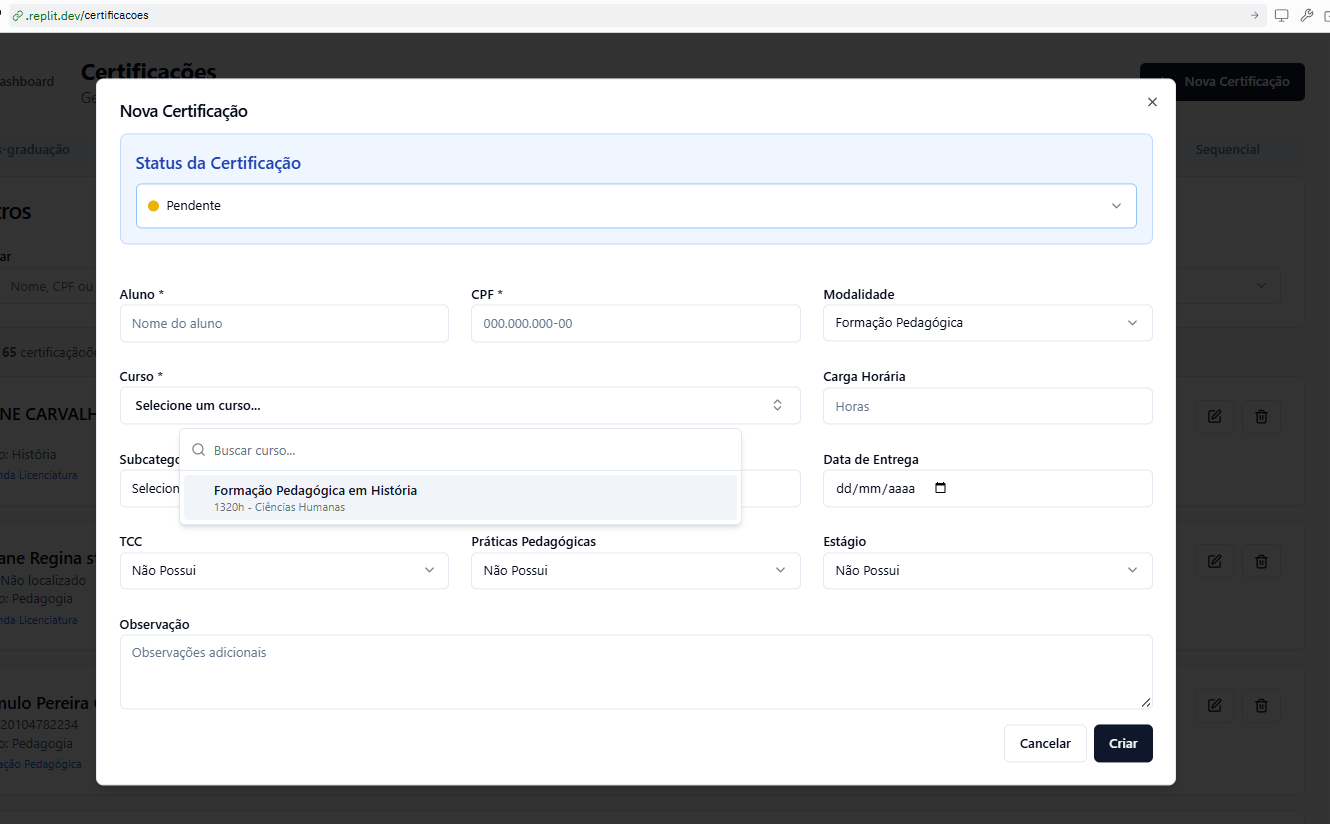 .replit.dev/certificacoes
ashboard
Certificações
Nova Certificação
Ge
Nova Certificação
s-graduação
Sequencial
Status da Certificação
Pendente
ar
Nome, CPF ou
Aluno *
CPF *
Modalidade
Nome do aluno
000.000.000-00
Formação Pedagógica
65 certificaçãoõe
Curso *
Carga Horária
Selecione um curso...
Horas
NE CARVALH
Buscar curso...
o: História
Subcatego
Data de Entrega
nda Licenciatura
Selecion
Formação Pedagógica em História
1320h - Ciências Humanas
dd/mm/aaaa
TCC
Práticas Pedagógicas
Estágio
ane Regina s
Não Possui
Não Possui
Não Possui
Não localizado
o: Pedagogia
nda Licenciatura
Observação
Observações adicionais
nulo Pereira
20104782234
o: Pedagogia
Cancelar
Criar
ação Pedagógica